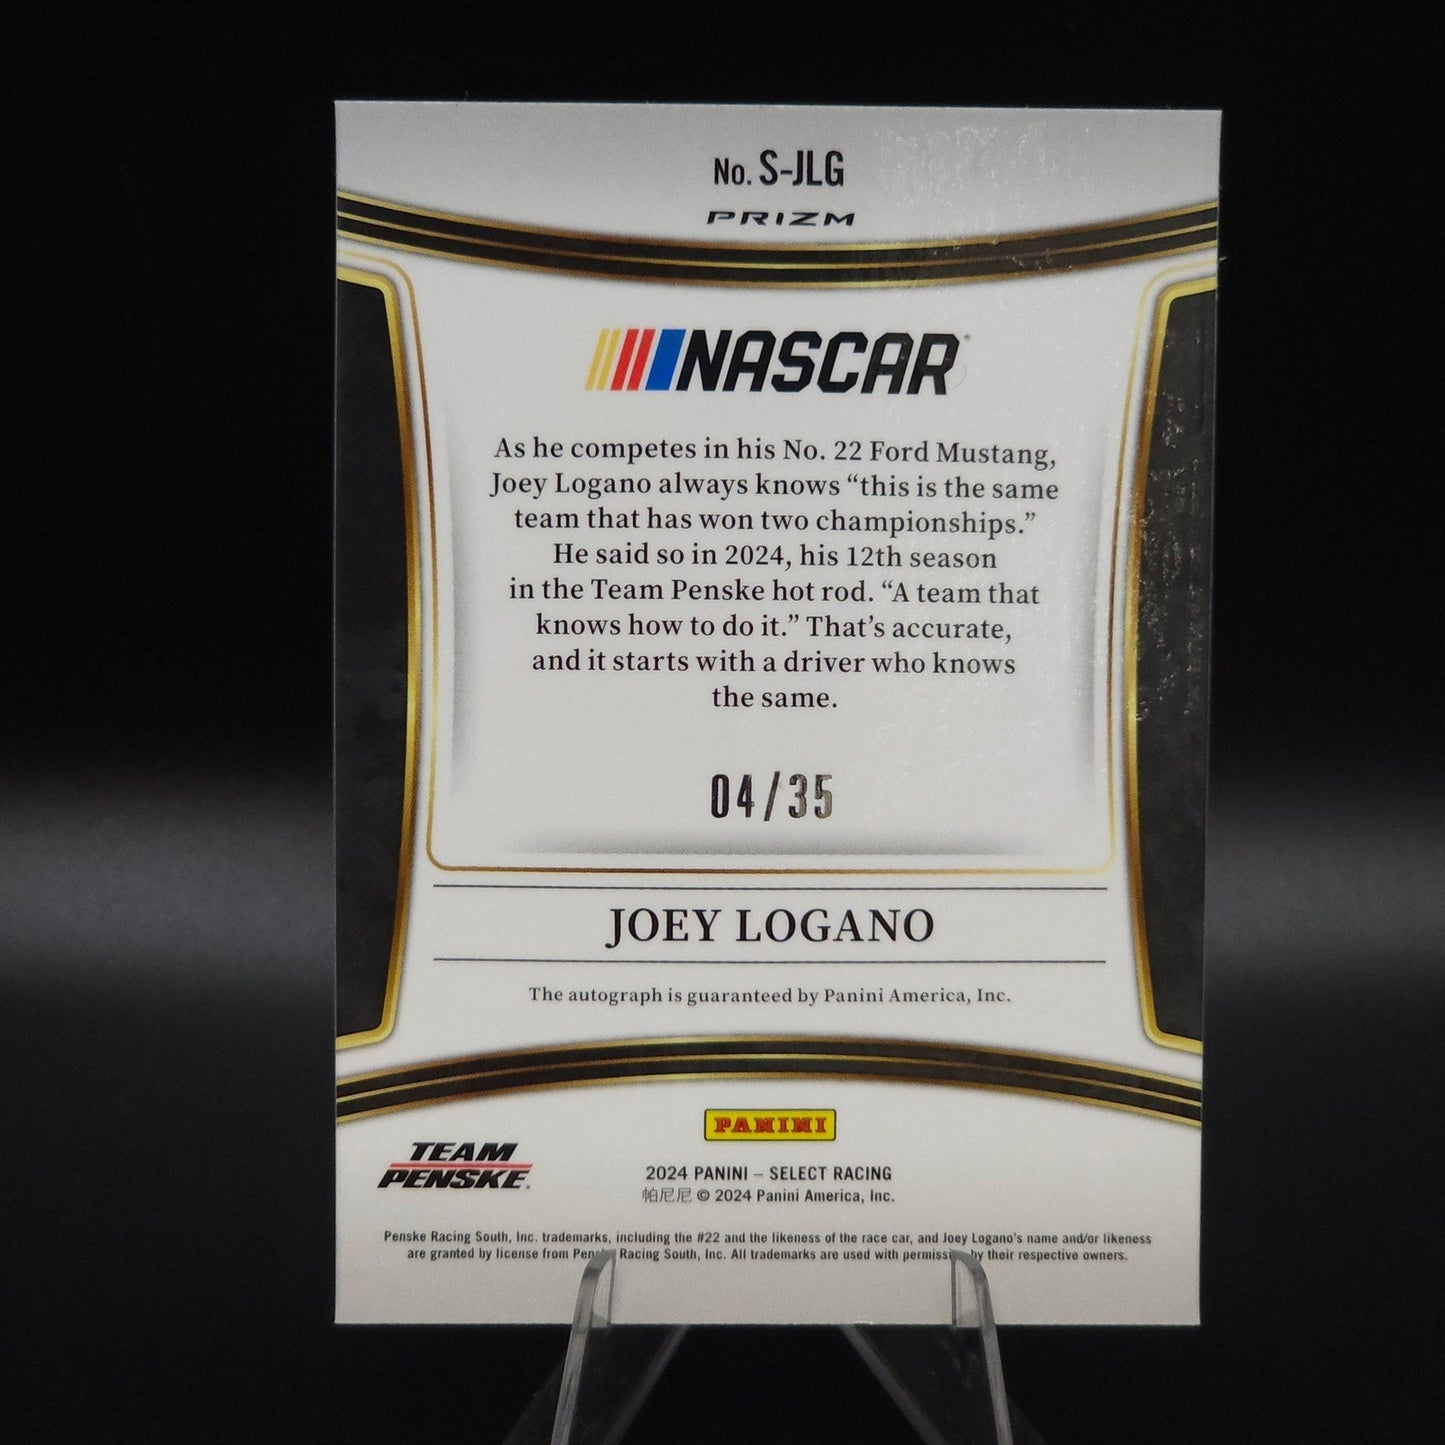 No. S-JLG
PRIZM
NASCAR
As he competes in his No. 22 Ford Mustang,
Joey Logano always knows “this is the same
team that has won two championships.”
He said so in 2024, his 12th season
in the Team Penske hot rod. “A team that
knows how to do it.” That’s accurate,
and it starts with a driver who knows
the same.
04/35
JOEY LOGANO
The autograph is guaranteed by Panini America, Inc.
PANINI
TEAM
PENSKE
2024 PANINI – SELECT RACING
帕尼尼 © 2024 Panini America, Inc.
Penske Racing South, Inc. trademarks, including the #22 and the likeness of the race car, and Joey Logano's name and/or likeness
are granted by license from Penske Racing South, Inc. All trademarks are used with permission by their respective owners.